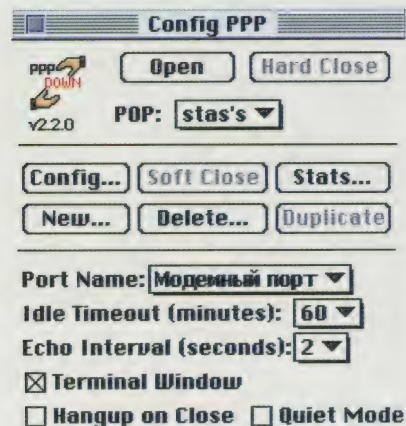 Config PPP
ppp
DOWN
v2.2.0
Open
Hard Close
POP: stas's
Config... Soft Close Stats...
New... Delete... Duplicate
Port Name: Модемный порт
Idle Timeout (minutes): 60
Echo Interval (seconds): 2
Terminal Window
Hangup on Close Quiet Mode